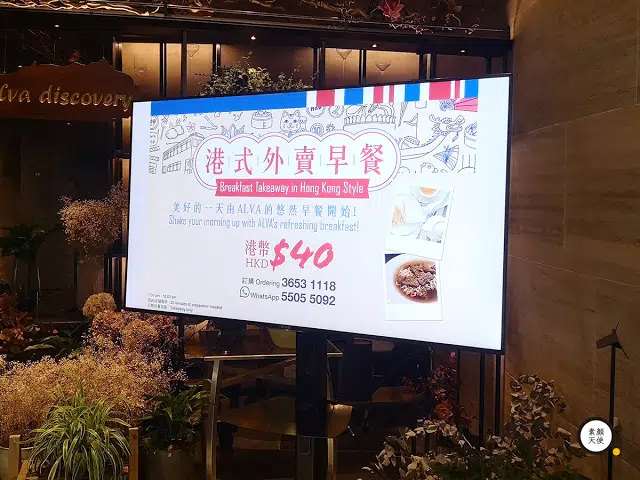 lva discovery
港式外賣早餐
Breakfast Takeaway in Hong Kong Style
美好的一天由ALVA的悠然早餐開始!
Shake your morning up with ALVA's refreshing breakfast!
港幣
HKD $40
訂購 Ordering 3653 1118
WhatsApp 5505 5092
素顏
天使